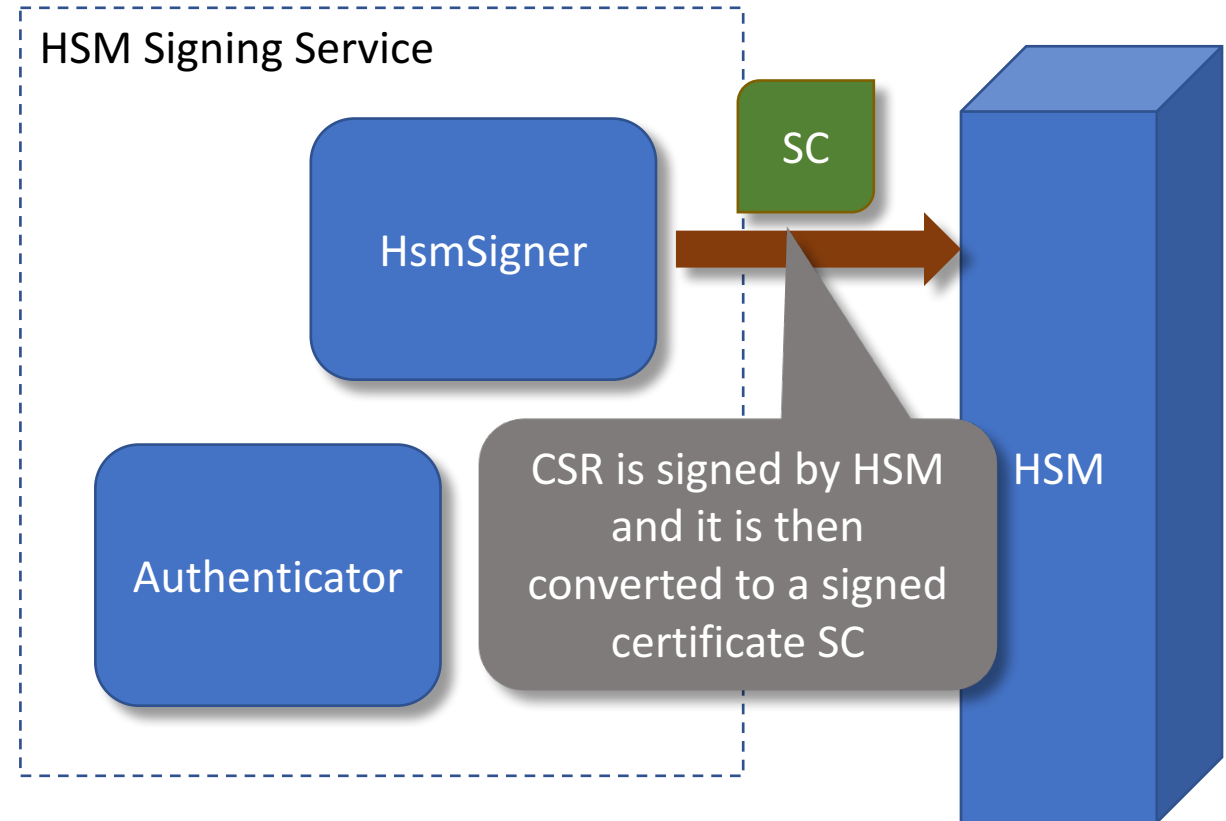 HSM Signing Service
SC
HsmSigner
CSR is signed by HSM
and it is then
converted to a signed
certificate SC
HSM
Authenticator